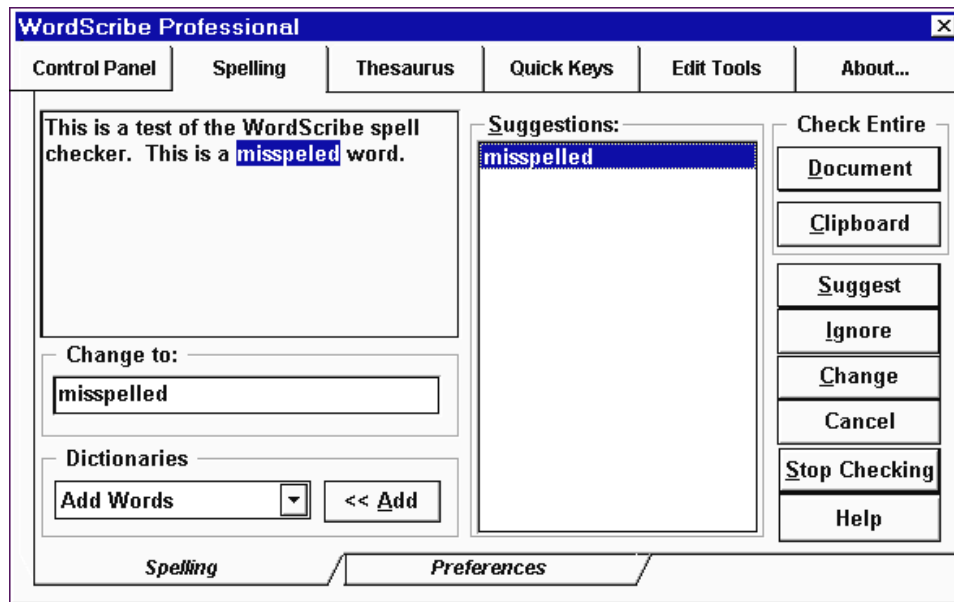 WordScribe Professional
Control Panel
Spelling
Thesaurus
Quick Keys
Edit Tools
About...
This is a test of the WordScribe spell
checker. This is a misspeled word.
Change to:
misspelled
Dictionaries
Add Words
<< Add
Suggestions:
misspelled
Check Entire
Document
Clipboard
Suggest
Ignore
Change
Cancel
Stop Checking
Help
Spelling
Preferences